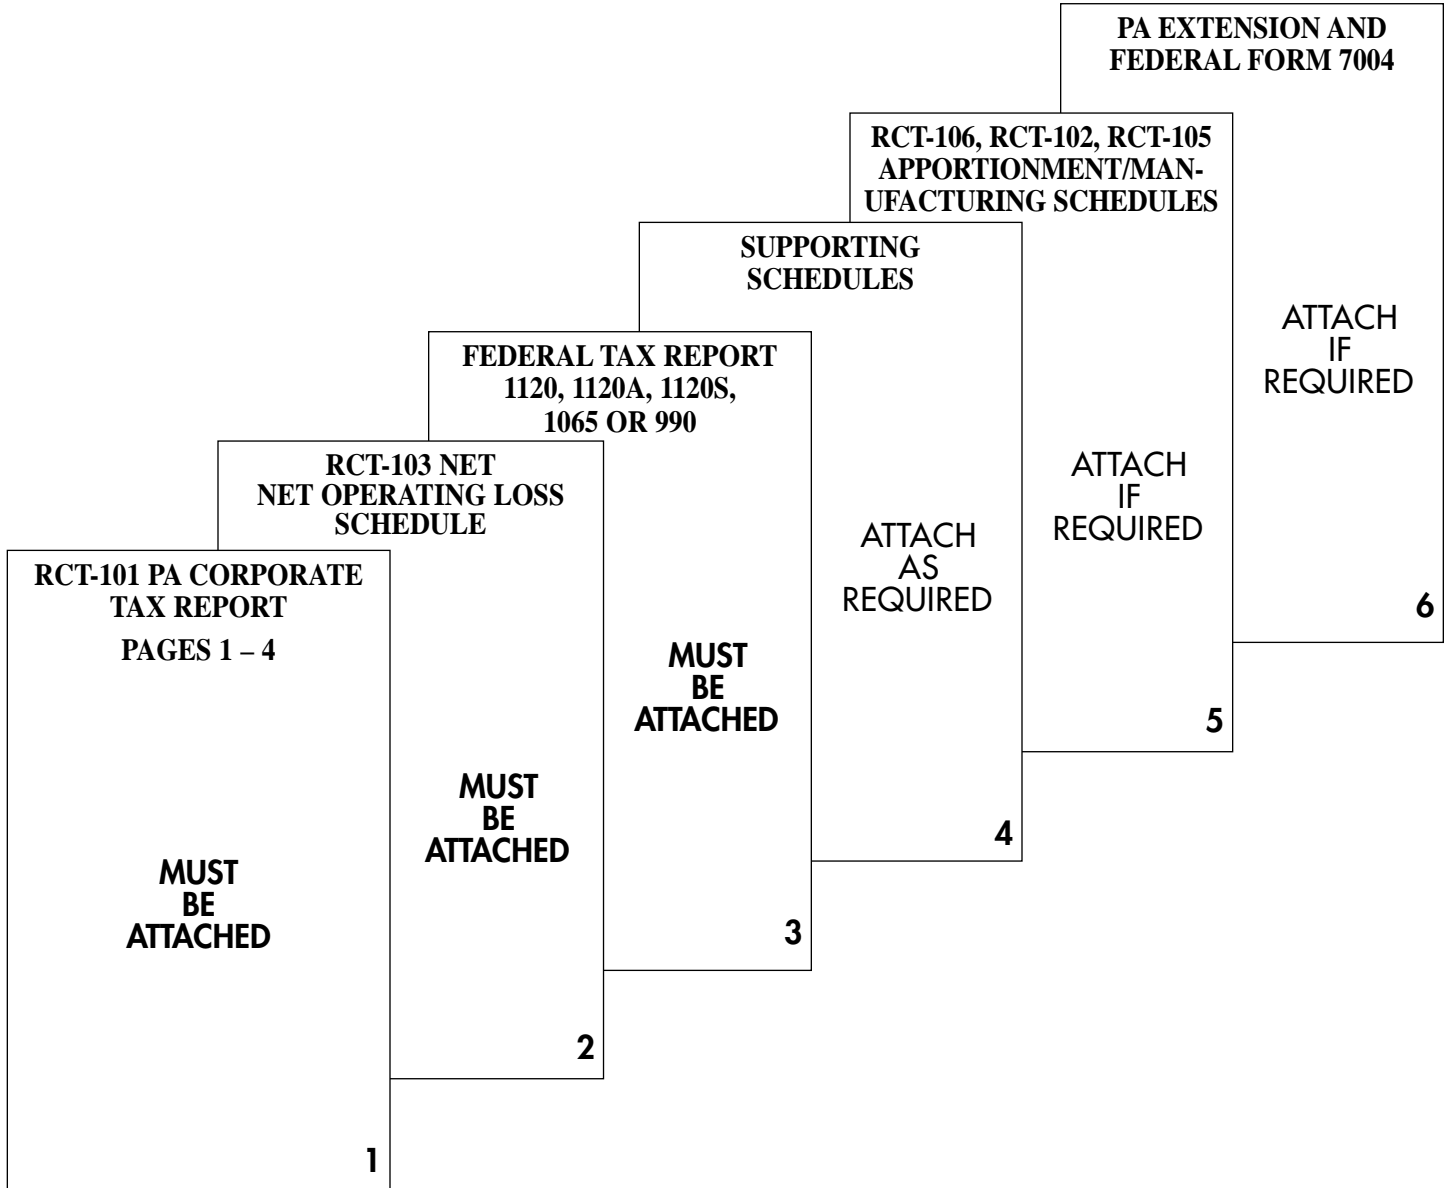 PA EXTENSION AND
FEDERAL FORM 7004
ATTACH
IF
REQUIRED
6
RCT-106, RCT-102, RCT-105
APPORTIONMENT/MAN-
UFACTURING SCHEDULES
ATTACH
IF
REQUIRED
5
SUPPORTING
SCHEDULES
ATTACH
AS
REQUIRED
4
FEDERAL TAX REPORT
1120, 1120A, 1120S,
1065 OR 990
MUST
BE
ATTACHED
3
RCT-103 NET
NET OPERATING LOSS
SCHEDULE
MUST
BE
ATTACHED
2
RCT-101 PA CORPORATE
TAX REPORT
PAGES 1 – 4
MUST
BE
ATTACHED
1